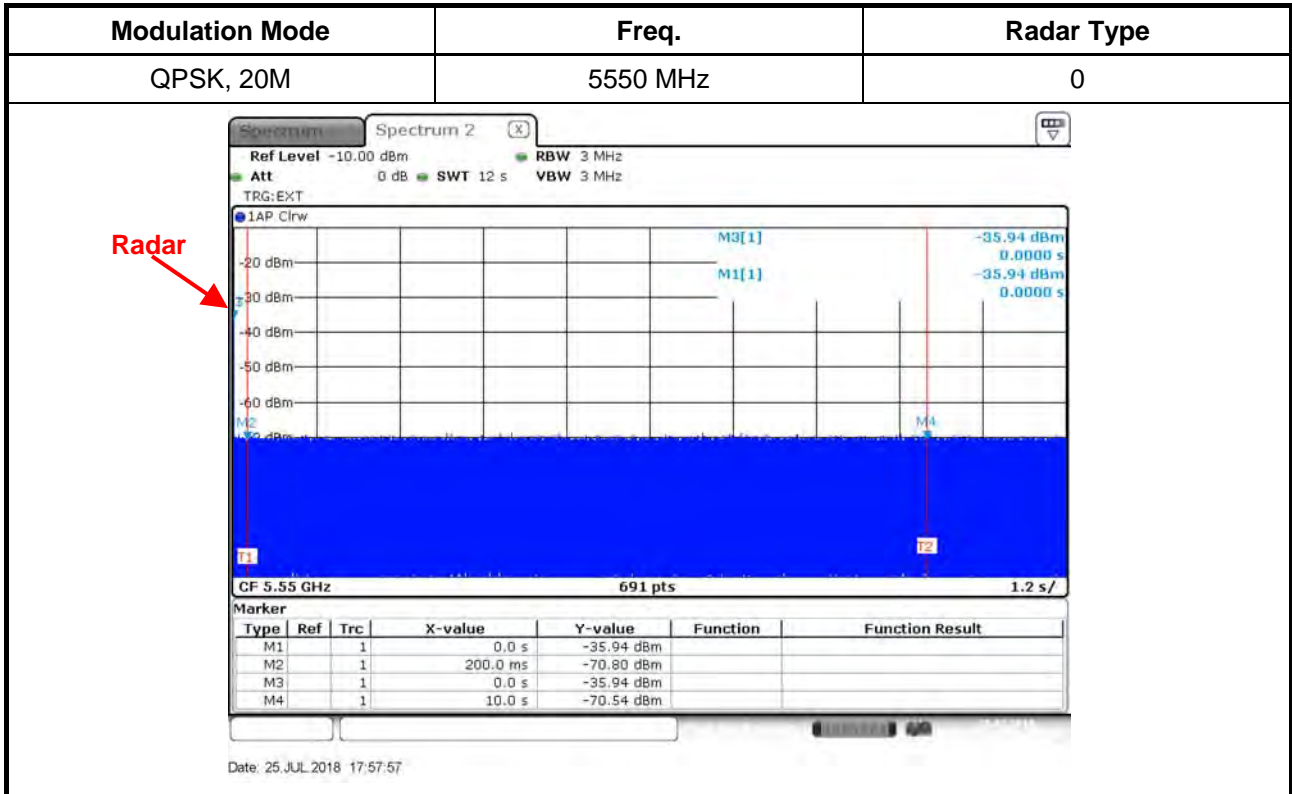 Modulation Mode Freq. Radar Type
QPSK, 20M 5550 MHz 0
Spectrum Spectrum 2 X
Ref Level -10.00 dBm RBW 3 MHz
Att 0 dB SWT 12 s VBW 3 MHz
TRG:EXT
1AP Clrw
Radar
M3[1] -35.94 dBm
0.0000 s
-20 dBm
M1[1] -35.94 dBm
0.0000 s
-30 dBm
-40 dBm
-50 dBm
-60 dBm
M2 M4
T1 T2
CF 5.55 GHz 691 pts 1.2 s/
Marker
Type Ref Trc X-value Y-value Function Function Result
M1 1 0.0 s -35.94 dBm
M2 1 200.0 ms -70.80 dBm
M3 1 0.0 s -35.94 dBm
M4 1 10.0 s -70.54 dBm
Date: 25.JUL.2018 17:57:57